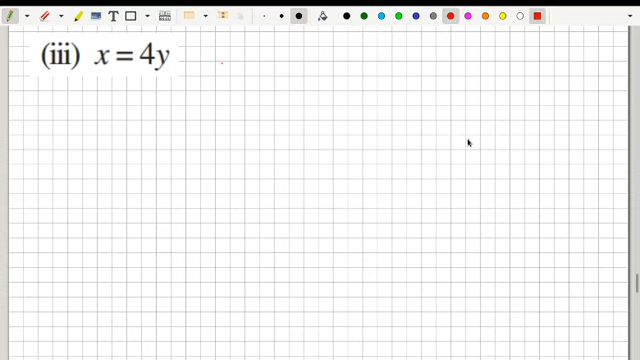 (iii) x = 4y